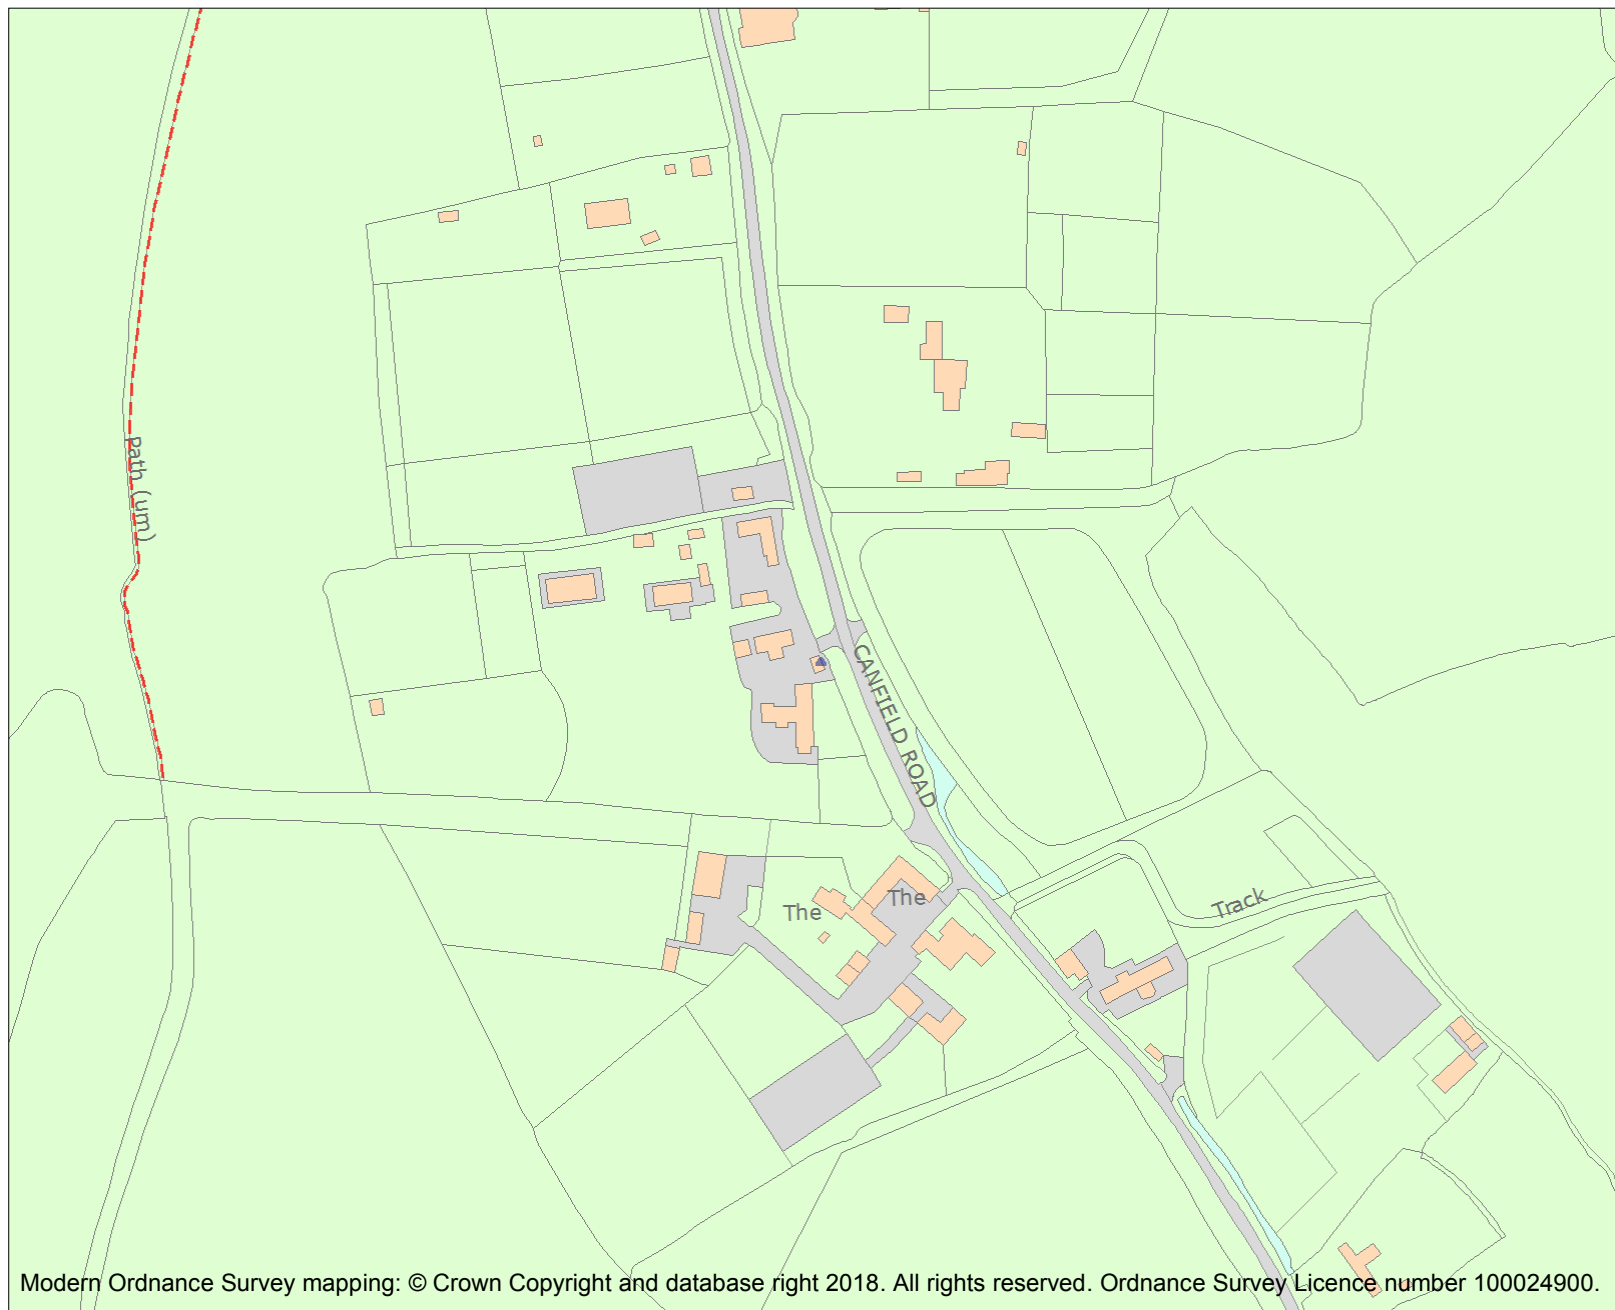 Path (um)
CANFIELD ROAD
The
The
Track
Modern Ordnance Survey mapping: © Crown Copyright and database right 2018. All rights reserved. Ordnance Survey Licence number 100024900.